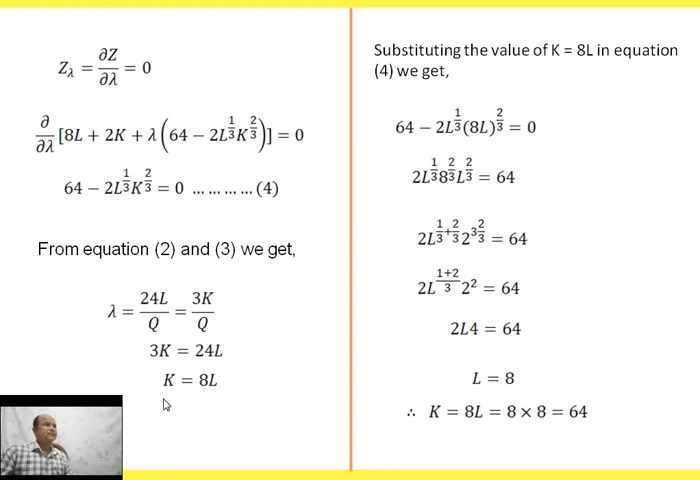 Z_λ = ∂Z/∂λ = 0
∂/∂λ [8L + 2K + λ(64 − 2L^{1/3}K^{2/3})] = 0
64 − 2L^{1/3}K^{2/3} = 0 ... ... ... ... (4)
From equation (2) and (3) we get,
λ = 24L/Q = 3K/Q
3K = 24L
K = 8L
Substituting the value of K = 8L in equation
(4) we get,
64 − 2L^{1/3}(8L)^{2/3} = 0
2L^{1/3}8^{2/3}L^{2/3} = 64
2L^{1/3+2/3}2^{3 2/3} = 64
2L^{(1+2)/3}2² = 64
2L4 = 64
L = 8
∴ K = 8L = 8 × 8 = 64